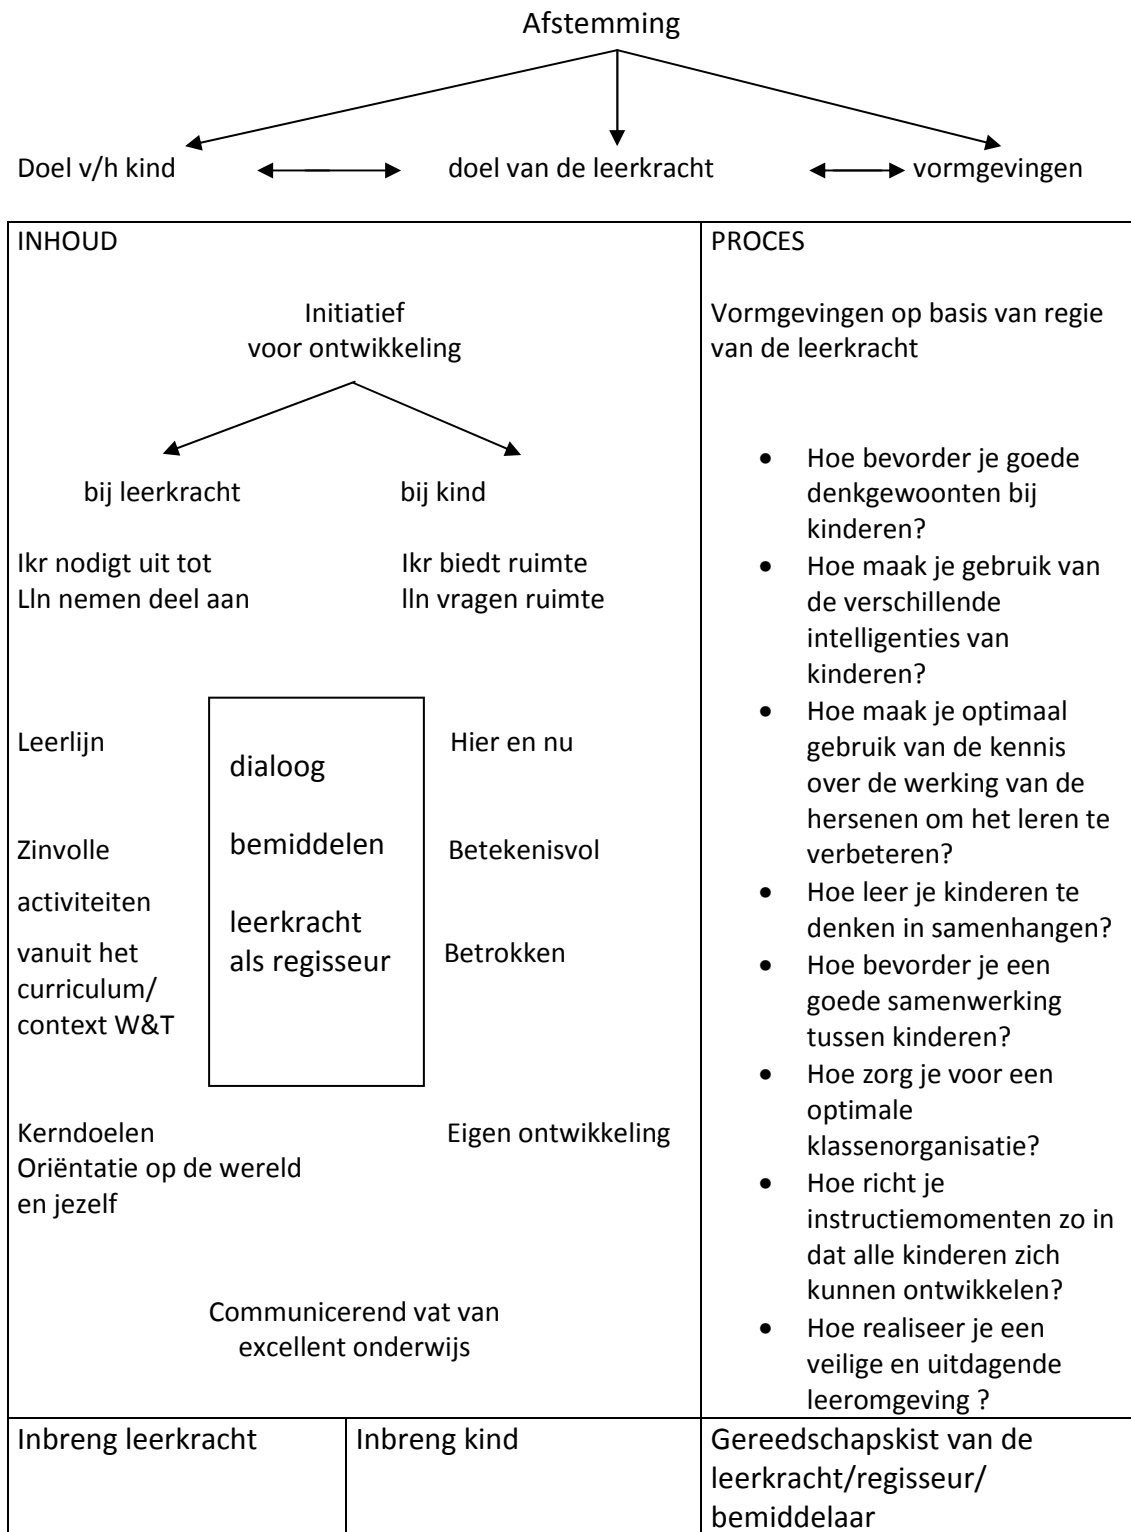 Afstemming
Doel v/h kind
doel van de leerkracht
vormgevingen
INHOUD
Initiatief
voor ontwikkeling
bij leerkracht
bij kind
lkr nodigt uit tot
Lln nemen deel aan
lkr biedt ruimte
lln vragen ruimte
Leerlijn
Zinvolle
activiteiten
vanuit het
curriculum/
context W&T
dialoog
bemiddelen
leerkracht
als regisseur
Hier en nu
Betekenisvol
Betrokken
Kerndoelen
Oriëntatie op de wereld
en jezelf
Eigen ontwikkeling
Communicerend vat van
excellent onderwijs
PROCES
Vormgevingen op basis van regie
van de leerkracht
• Hoe bevorder je goede
denkgewoonten bij
kinderen?
• Hoe maak je gebruik van
de verschillende
intelligenties van
kinderen?
• Hoe maak je optimaal
gebruik van de kennis
over de werking van de
hersenen om het leren te
verbeteren?
• Hoe leer je kinderen te
denken in samenhangen?
• Hoe bevorder je een
goede samenwerking
tussen kinderen?
• Hoe zorg je voor een
optimale
klassenorganisatie?
• Hoe richt je
instructiemomenten zo in
dat alle kinderen zich
kunnen ontwikkelen?
• Hoe realiseer je een
veilige en uitdagende
leeromgeving ?
Inbreng leerkracht
Inbreng kind
Gereedschapskist van de
leerkracht/regisseur/
bemiddelaar